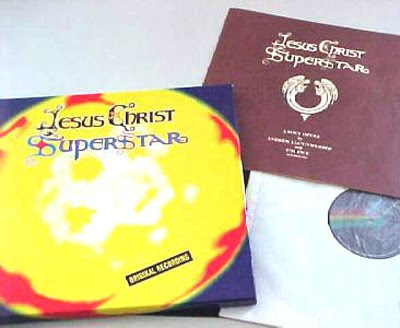 Jesus Christ
Superstar
ORIGINAL RECORDING
Jesus Christ
Superstar
A ROCK OPERA
by
ANDREW LLOYD WEBBER
and
TIM RICE